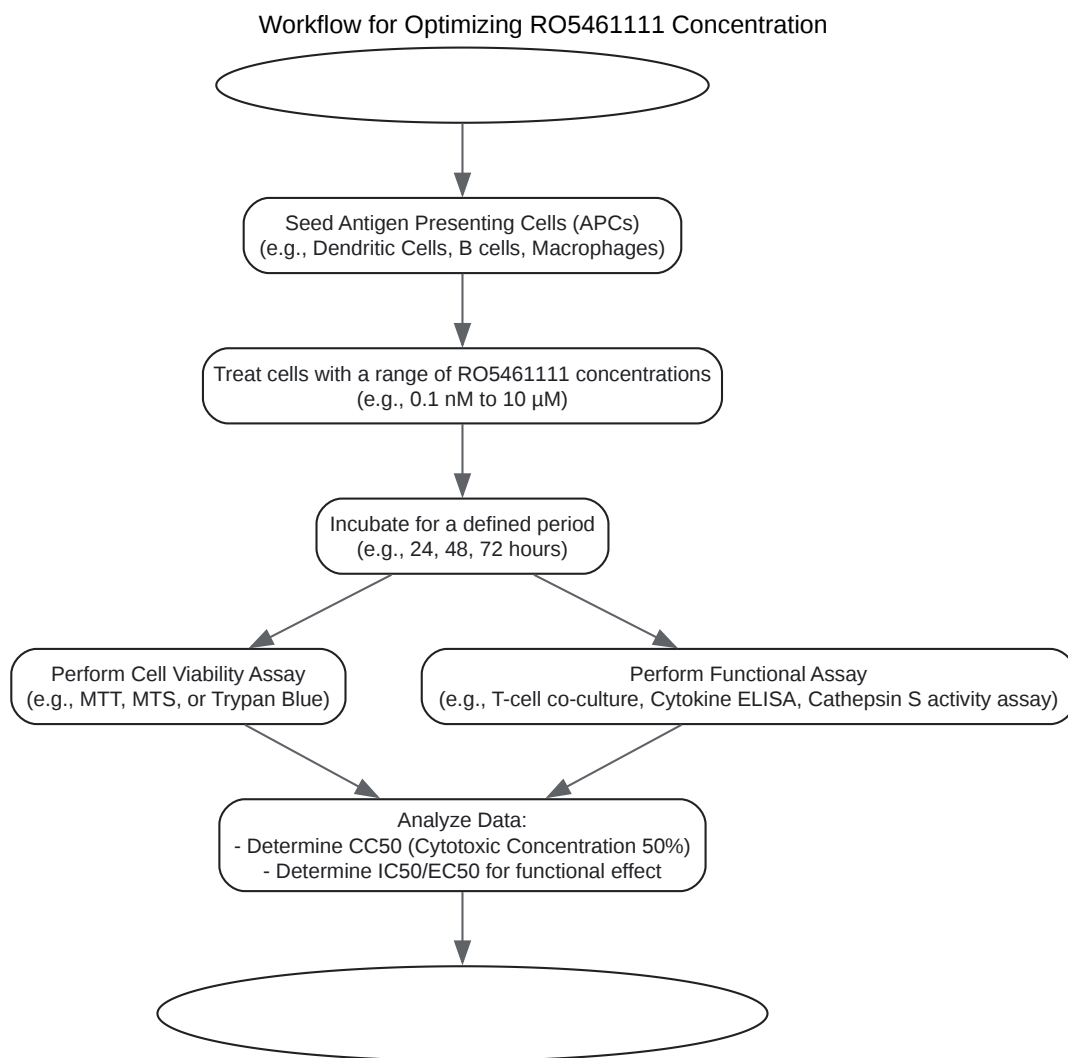 Workflow for Optimizing RO5461111 Concentration
Seed Antigen Presenting Cells (APCs)
(e.g., Dendritic Cells, B cells, Macrophages)
Treat cells with a range of RO5461111 concentrations
(e.g., 0.1 nM to 10 µM)
Incubate for a defined period
(e.g., 24, 48, 72 hours)
Perform Cell Viability Assay
(e.g., MTT, MTS, or Trypan Blue)
Perform Functional Assay
(e.g., T-cell co-culture, Cytokine ELISA, Cathepsin S activity assay)
Analyze Data:
- Determine CC50 (Cytotoxic Concentration 50%)
- Determine IC50/EC50 for functional effect